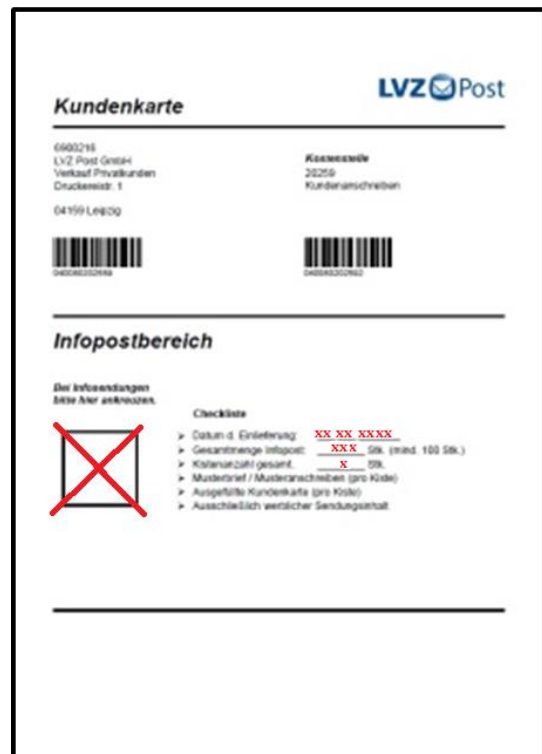 LVZ Post
Kundenkarte
6900216
LVZ Post GmbH
Verkauf Privatkunden
Druckereistr. 1
04159 Leipzig
Kostenstelle
20259
Kundenanschreiben
Infopostbereich
Bei Infosendungen
bitte hier ankreuzen.
Checkliste
➢ Datum d. Einlieferung: xx xx xxxx
➢ Gesamtmenge Infopost: xxx Stk. (mind. 100 Stk.)
➢ Kistenanzahl gesamt: x Stk.
➢ Musterbrief / Musteranschreiben (pro Kiste)
➢ Ausgefüllte Kundenkarte (pro Kiste)
➢ Ausschließlich werblicher Sendungsinhalt